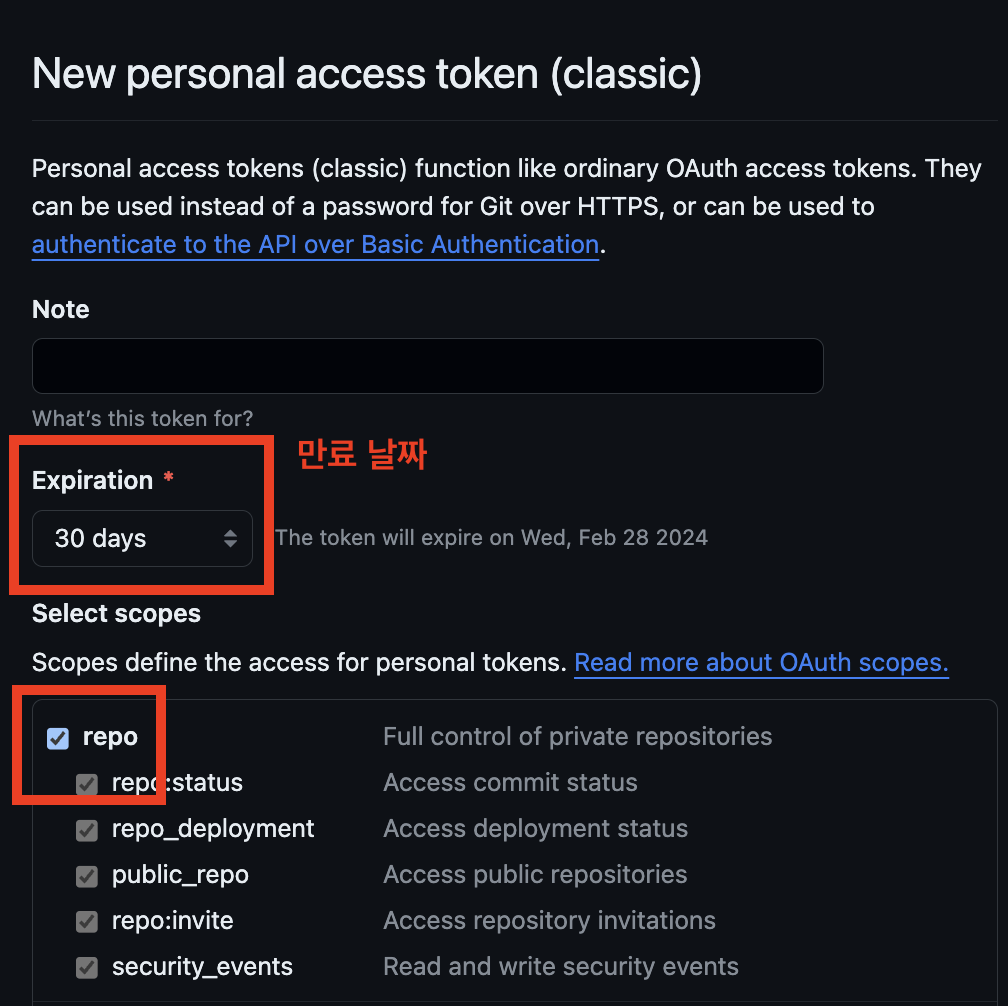 New personal access token (classic)
Personal access tokens (classic) function like ordinary OAuth access tokens. They
can be used instead of a password for Git over HTTPS, or can be used to
authenticate to the API over Basic Authentication.
Note
What's this token for?
만료 날짜
Expiration *
30 days
The token will expire on Wed, Feb 28 2024
Select scopes
Scopes define the access for personal tokens. Read more about OAuth scopes.
repo Full control of private repositories
repo:status Access commit status
repo_deployment Access deployment status
public_repo Access public repositories
repo:invite Access repository invitations
security_events Read and write security events